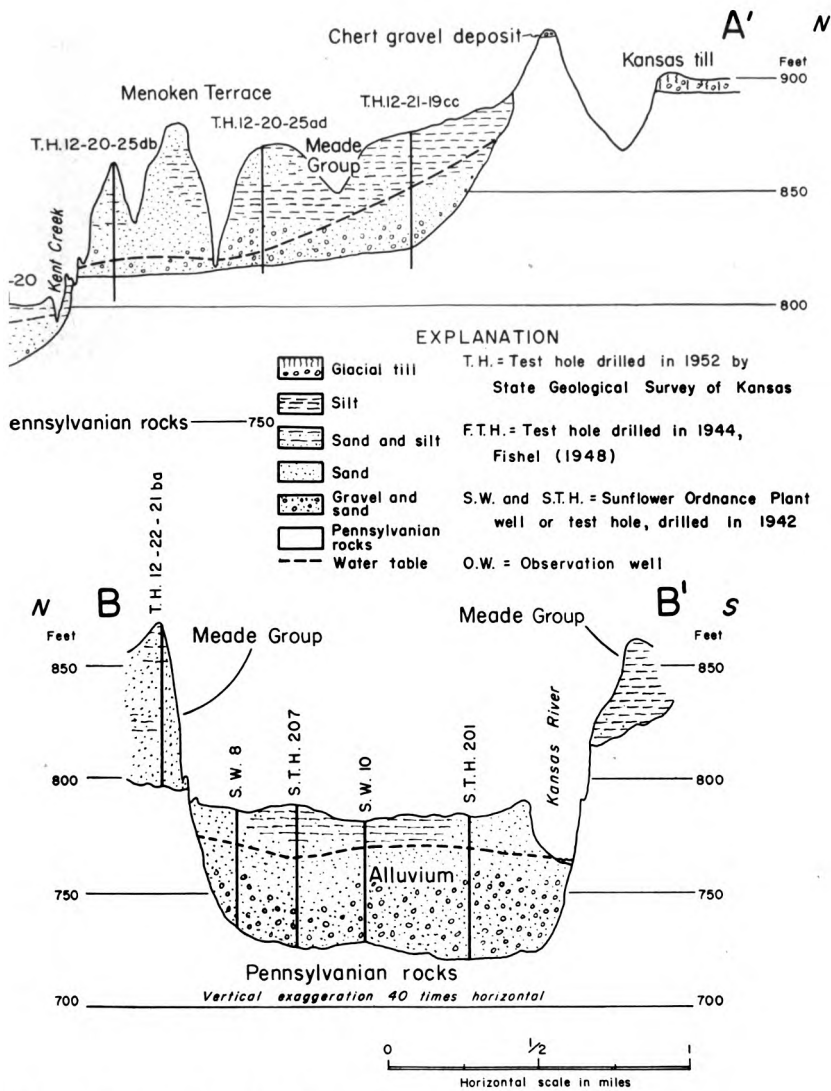 A'
N
Chert gravel deposit
Feet
Kansas till
900
Menoken Terrace
T.H.12-21-19cc
T.H.12-20-25ad
T.H.12-20-25db
Meade
Group
850
Kent Creek
-20
800
EXPLANATION
Glacial till
Silt
Sand and silt
Sand
Gravel and
sand
Pennsylvanian
rocks
Water table
T.H. = Test hole drilled in 1952 by
State Geological Survey of Kansas
F.T.H. = Test hole drilled in 1944,
Fishel (1948)
S.W. and S.T.H. = Sunflower Ordnance Plant
well or test hole, drilled in 1942
O.W. = Observation well
ennsylvanian rocks
750
T.H. 12-22-21ba
N
B
B'
S
Feet
Meade Group
Meade Group
Feet
850
850
S.W. 8
S.T.H. 207
S.W. 10
S.T.H. 201
Kansas River
800
800
Alluvium
750
750
Pennsylvanian rocks
Vertical exaggeration 40 times horizontal
700
700
0
1/2
1
Horizontal scale in miles